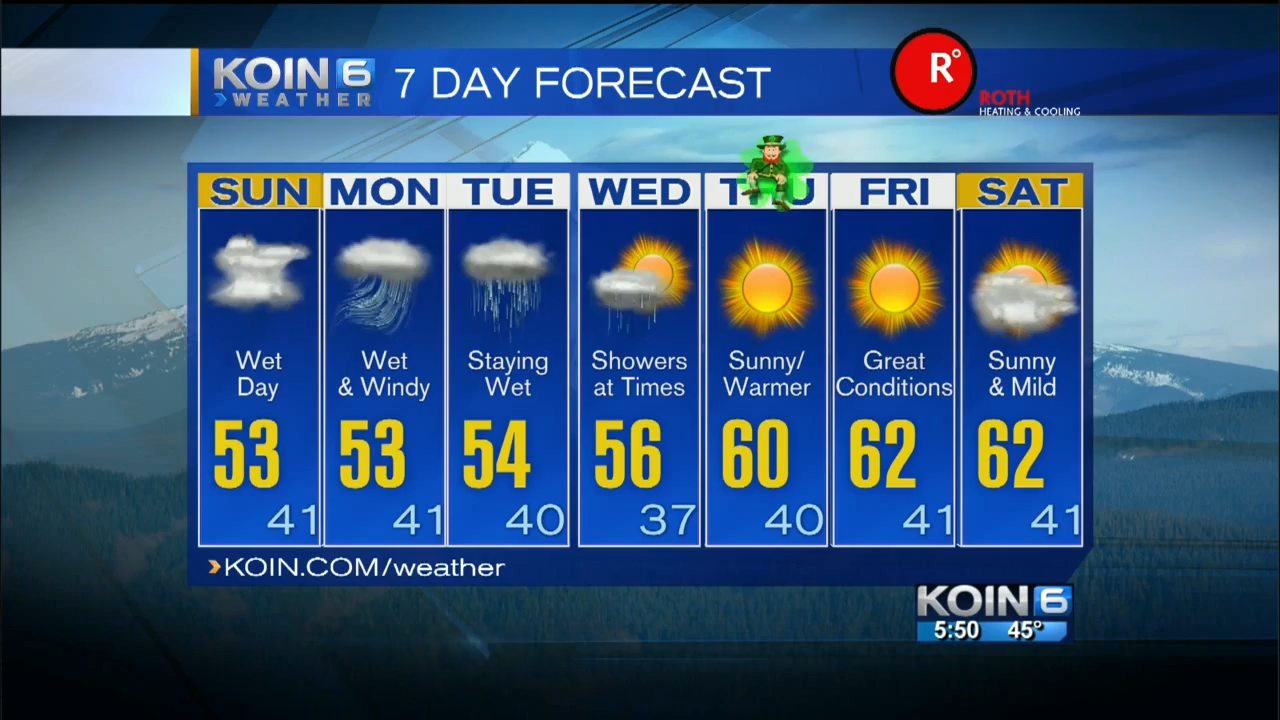 KOIN 6
WEATHER
7 DAY FORECAST
R°
ROTH
HEATING & COOLING
SUN MON TUE WED THU FRI SAT
Wet
Day
Wet
& Windy
Staying
Wet
Showers
at Times
Sunny/
Warmer
Great
Conditions
Sunny
& Mild
53 53 54 56 60 62 62
41 41 40 37 40 41 41
KOIN.COM/weather
KOIN 6
5:50 45°